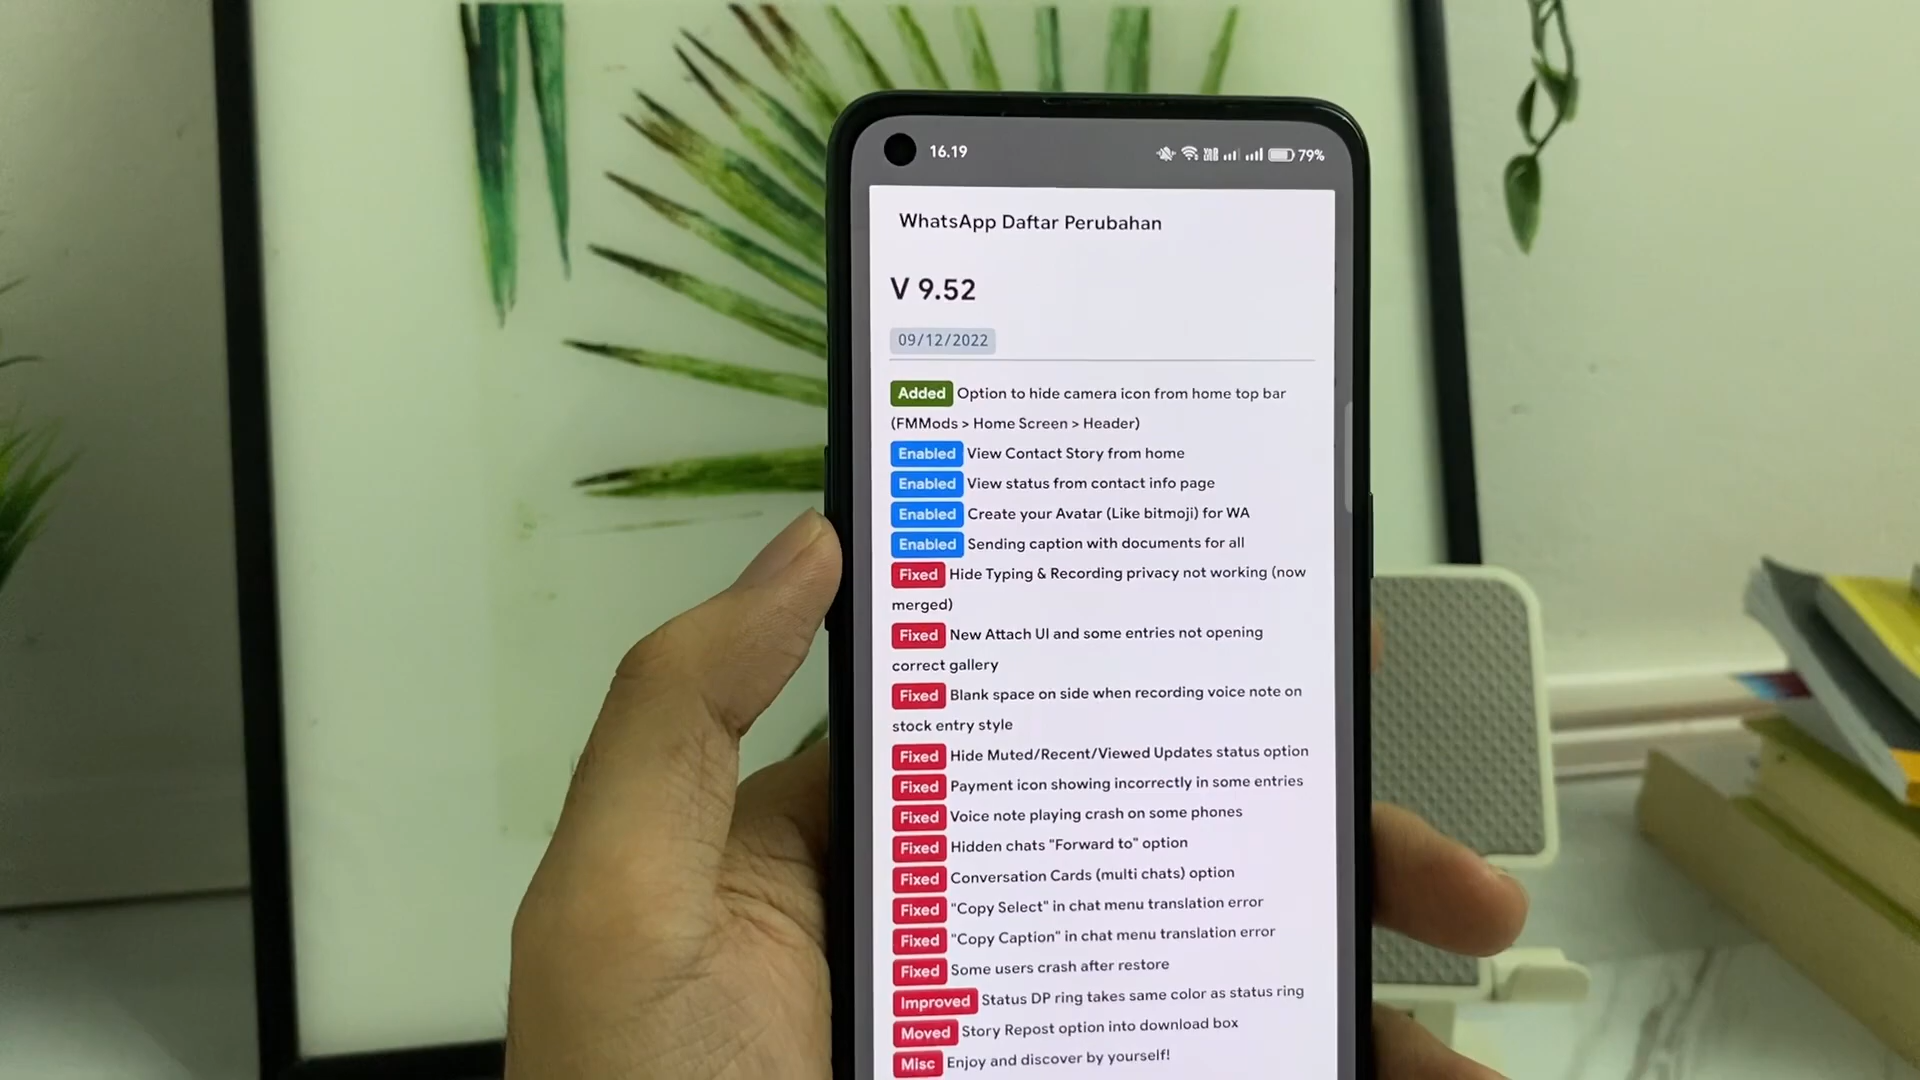 16.19
79%
WhatsApp Daftar Perubahan
V 9.52
09/12/2022
Added Option to hide camera icon from home top bar
(FMMods > Home Screen > Header)
Enabled View Contact Story from home
Enabled View status from contact info page
Enabled Create your Avatar (Like bitmoji) for WA
Enabled Sending caption with documents for all
Fixed Hide Typing & Recording privacy not working (now
merged)
Fixed New Attach UI and some entries not opening
correct gallery
Fixed Blank space on side when recording voice note on
stock entry style
Fixed Hide Muted/Recent/Viewed Updates status option
Fixed Payment icon showing incorrectly in some entries
Fixed Voice note playing crash on some phones
Fixed Hidden chats "Forward to" option
Fixed Conversation Cards (multi chats) option
Fixed "Copy Select" in chat menu translation error
Fixed "Copy Caption" in chat menu translation error
Fixed Some users crash after restore
Improved Status DP ring takes same color as status ring
Moved Story Repost option into download box
Misc Enjoy and discover by yourself!